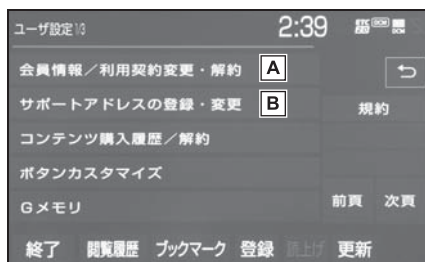 ユーザ設定 1/3 2:39 ETC DCM
会員情報／利用契約変更・解約 A
サポートアドレスの登録・変更 B
規約
コンテンツ購入履歴／解約
ボタンカスタマイズ
Gメモリ
前頁 次頁
終了 閲覧履歴 ブックマーク 登録 読上げ 更新